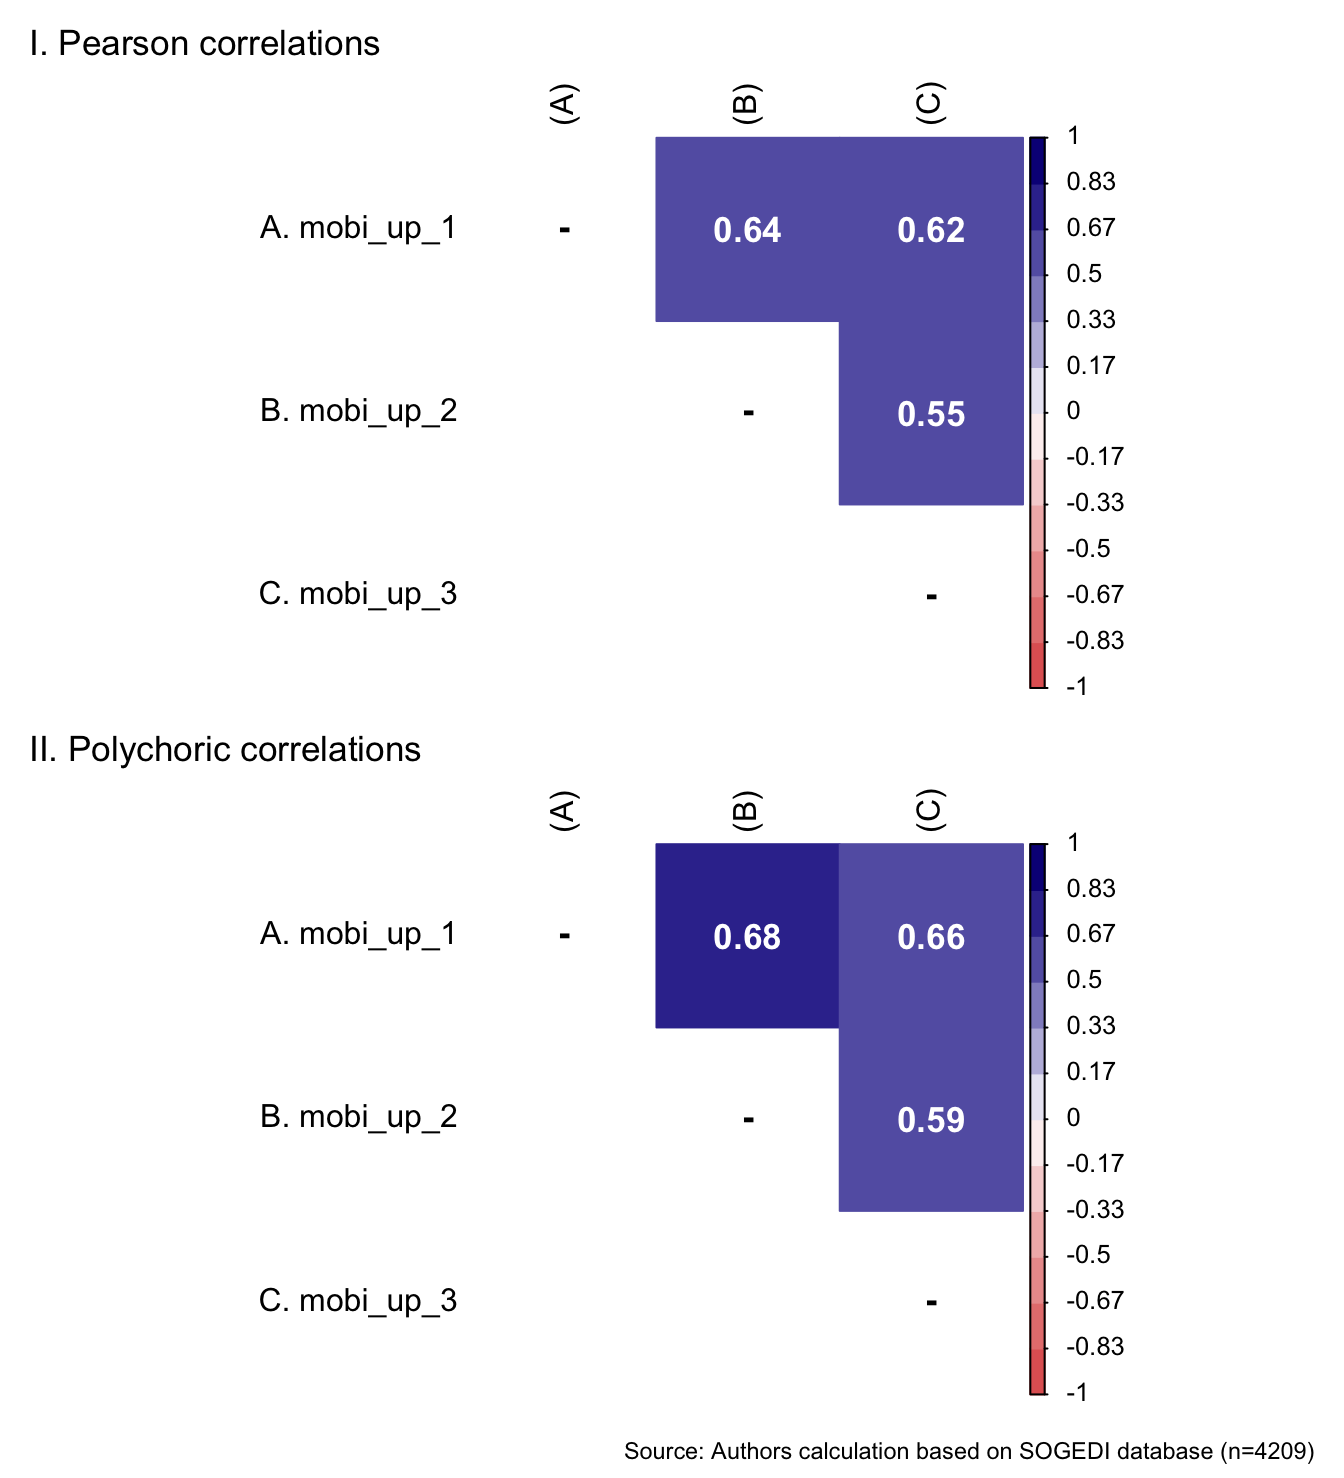 I. Pearson correlations
(A) (B) (C)
1
0.83
A. mobi_up_1 - 0.64 0.62 0.67
0.5
0.33
0.17
B. mobi_up_2 - 0.55 0
-0.17
-0.33
-0.5
C. mobi_up_3 - -0.67
-0.83
-1
II. Polychoric correlations
(A) (B) (C)
1
0.83
A. mobi_up_1 - 0.68 0.66 0.67
0.5
0.33
0.17
B. mobi_up_2 - 0.59 0
-0.17
-0.33
-0.5
C. mobi_up_3 - -0.67
-0.83
-1
Source: Authors calculation based on SOGEDI database (n=4209)